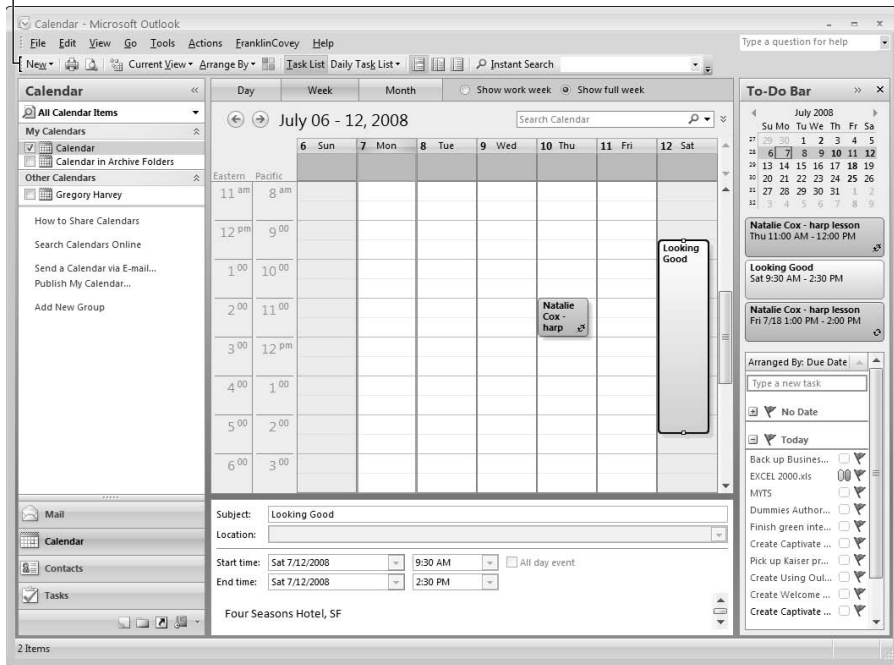 Calendar - Microsoft Outlook
File Edit View Go Tools Actions FranklinCovey Help
Type a question for help
New Current View Arrange By Task List Daily Task List Instant Search
Calendar «
All Calendar Items
My Calendars
Calendar
Calendar in Archive Folders
Other Calendars
Gregory Harvey
How to Share Calendars
Search Calendars Online
Send a Calendar via E-mail...
Publish My Calendar...
Add New Group
Mail
Calendar
Contacts
Tasks
Day Week Month Show work week Show full week
July 06 - 12, 2008
Search Calendar
6 Sun 7 Mon 8 Tue 9 Wed 10 Thu 11 Fri 12 Sat
Eastern Pacific
11 am 8 am
12 pm 9 00
1 00 10 00
2 00 11 00
3 00 12 pm
4 00 1 00
5 00 2 00
6 00 3 00
Natalie
Cox -
harp
Looking
Good
Subject: Looking Good
Location:
Start time: Sat 7/12/2008 9:30 AM All day event
End time: Sat 7/12/2008 2:30 PM
Four Seasons Hotel, SF
To-Do Bar » ×
July 2008
Su Mo Tu We Th Fr Sa
27 29 30 1 2 3 4 5
28 6 7 8 9 10 11 12
29 13 14 15 16 17 18 19
30 20 21 22 23 24 25 26
31 27 28 29 30 31 1 2
32 3 4 5 6 7 8 9
Natalie Cox - harp lesson
Thu 11:00 AM - 12:00 PM
Looking Good
Sat 9:30 AM - 2:30 PM
Natalie Cox - harp lesson
Fri 7/18 1:00 PM - 2:00 PM
Arranged By: Due Date
Type a new task
No Date
Today
Back up Busines...
EXCEL 2000.xls
MYTS
Dummies Author...
Finish green inte...
Create Captivate ...
Pick up Kaiser pr...
Create Using Oul...
Create Welcome ...
Create Captivate ...
2 Items